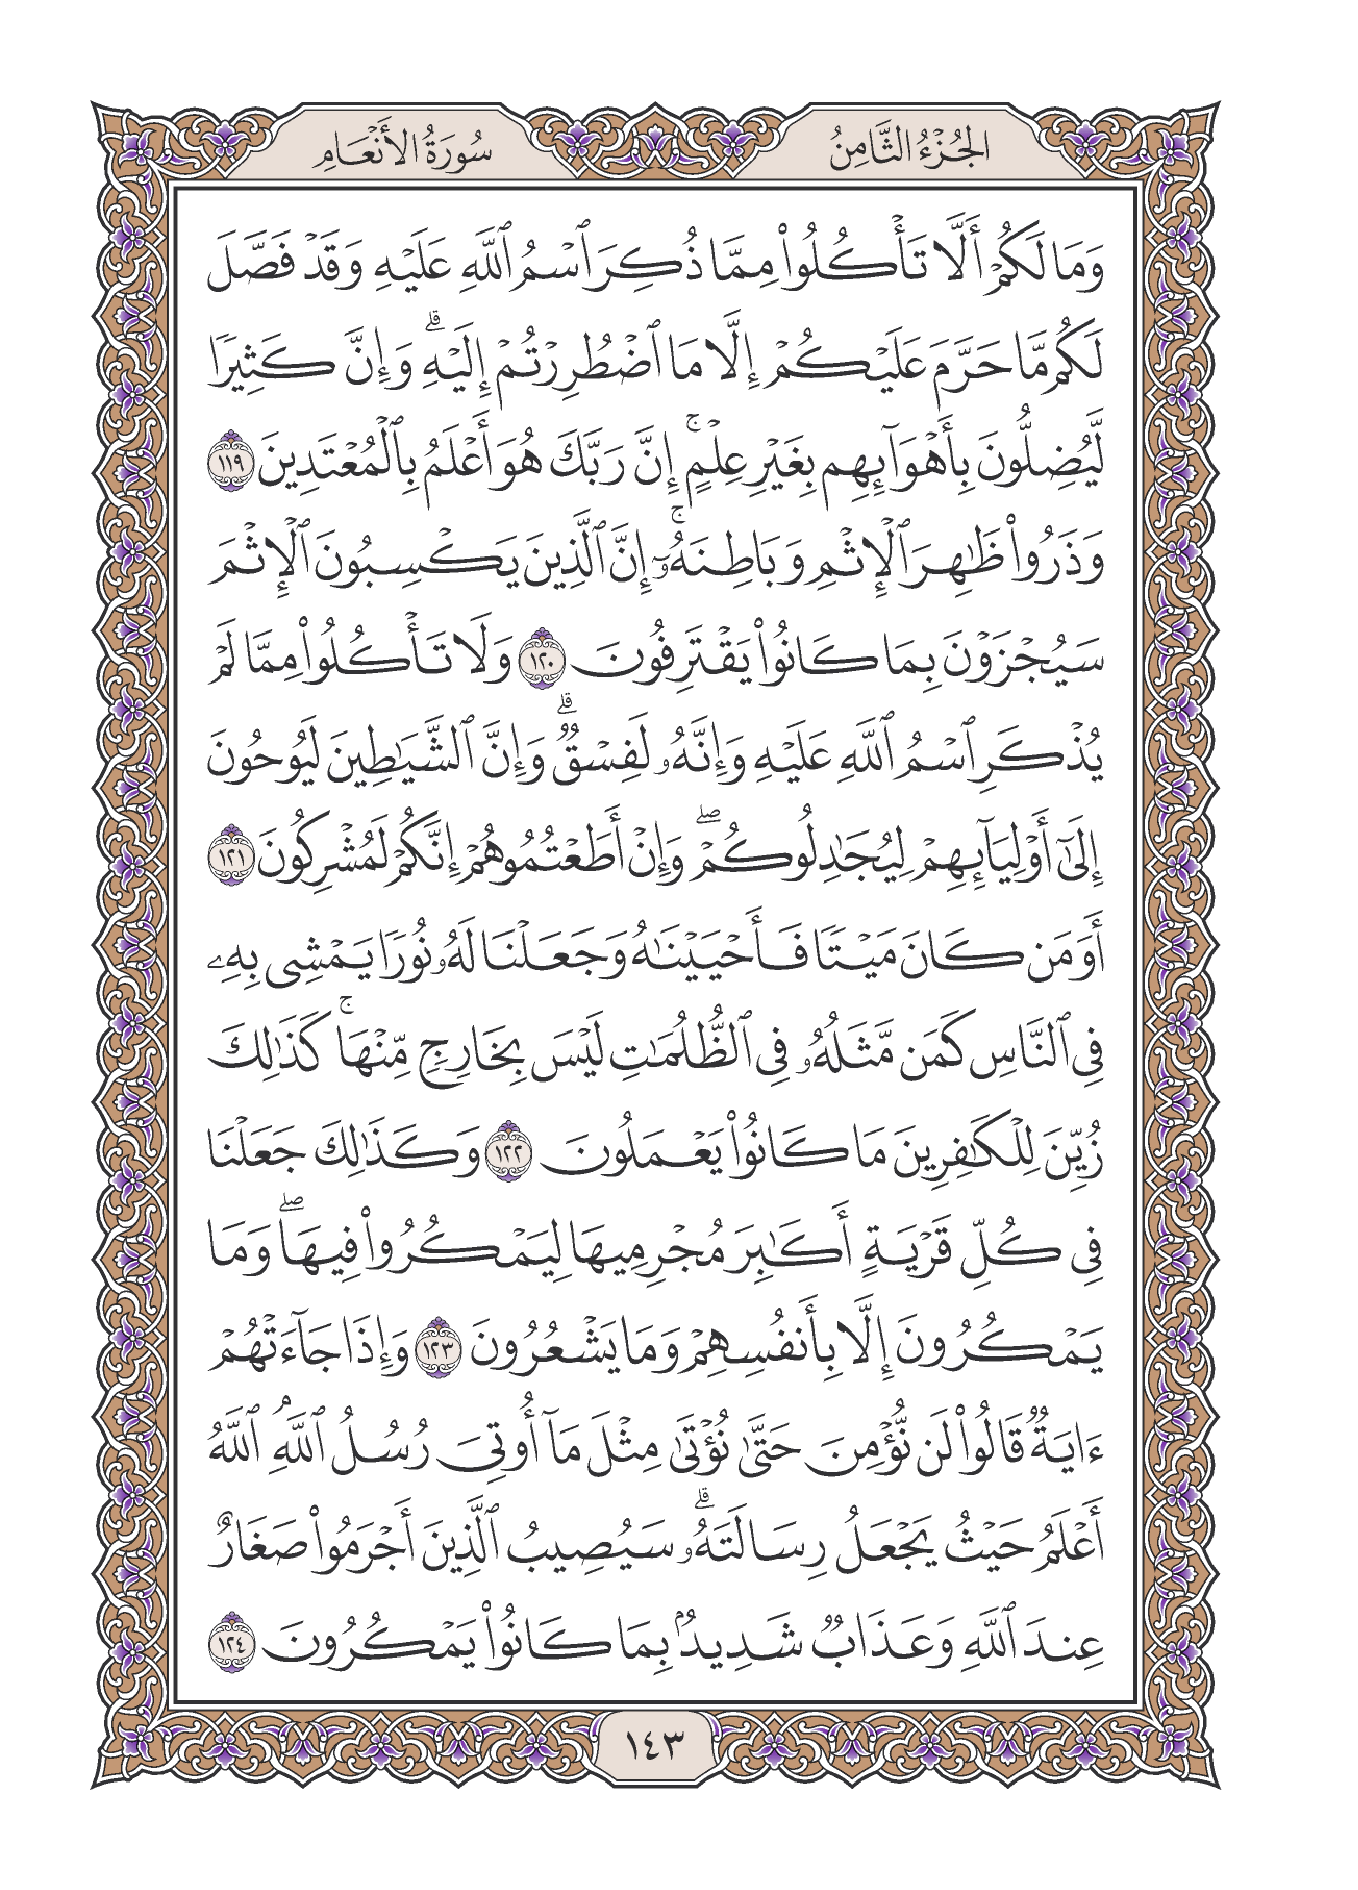 الجُزْءُ الثَّامِنُ
سُورَةُ الأَنْعَامِ
وَمَا لَكُمْ أَلَّا تَأْكُلُوا۟ مِمَّا ذُكِرَ ٱسْمُ ٱللَّهِ عَلَيْهِ وَقَدْ فَصَّلَ
لَكُم مَّا حَرَّمَ عَلَيْكُمْ إِلَّا مَا ٱضْطُرِرْتُمْ إِلَيْهِ ۗ وَإِنَّ كَثِيرًا
لَّيُضِلُّونَ بِأَهْوَآئِهِم بِغَيْرِ عِلْمٍ ۚ إِنَّ رَبَّكَ هُوَ أَعْلَمُ بِٱلْمُعْتَدِينَ ١١٩
وَذَرُوا۟ ظَٰهِرَ ٱلْإِثْمِ وَبَاطِنَهُۥٓ ۚ إِنَّ ٱلَّذِينَ يَكْسِبُونَ ٱلْإِثْمَ
سَيُجْزَوْنَ بِمَا كَانُوا۟ يَقْتَرِفُونَ ١٢٠ وَلَا تَأْكُلُوا۟ مِمَّا لَمْ
يُذْكَرِ ٱسْمُ ٱللَّهِ عَلَيْهِ وَإِنَّهُۥ لَفِسْقٌ ۗ وَإِنَّ ٱلشَّيَٰطِينَ لَيُوحُونَ
إِلَىٰٓ أَوْلِيَآئِهِمْ لِيُجَٰدِلُوكُمْ ۖ وَإِنْ أَطَعْتُمُوهُمْ إِنَّكُمْ لَمُشْرِكُونَ ١٢١
أَوَمَن كَانَ مَيْتًا فَأَحْيَيْنَٰهُ وَجَعَلْنَا لَهُۥ نُورًا يَمْشِى بِهِۦ
فِى ٱلنَّاسِ كَمَن مَّثَلُهُۥ فِى ٱلظُّلُمَٰتِ لَيْسَ بِخَارِجٍ مِّنْهَا ۚ كَذَٰلِكَ
زُيِّنَ لِلْكَٰفِرِينَ مَا كَانُوا۟ يَعْمَلُونَ ١٢٢ وَكَذَٰلِكَ جَعَلْنَا
فِى كُلِّ قَرْيَةٍ أَكَٰبِرَ مُجْرِمِيهَا لِيَمْكُرُوا۟ فِيهَا ۖ وَمَا
يَمْكُرُونَ إِلَّا بِأَنفُسِهِمْ وَمَا يَشْعُرُونَ ١٢٣ وَإِذَا جَآءَتْهُمْ
ءَايَةٌ قَالُوا۟ لَن نُّؤْمِنَ حَتَّىٰ نُؤْتَىٰ مِثْلَ مَآ أُوتِىَ رُسُلُ ٱللَّهِ ۘ ٱللَّهُ
أَعْلَمُ حَيْثُ يَجْعَلُ رِسَالَتَهُۥ ۗ سَيُصِيبُ ٱلَّذِينَ أَجْرَمُوا۟ صَغَارٌ
عِندَ ٱللَّهِ وَعَذَابٌ شَدِيدٌۢ بِمَا كَانُوا۟ يَمْكُرُونَ ١٢٤
١٤٣